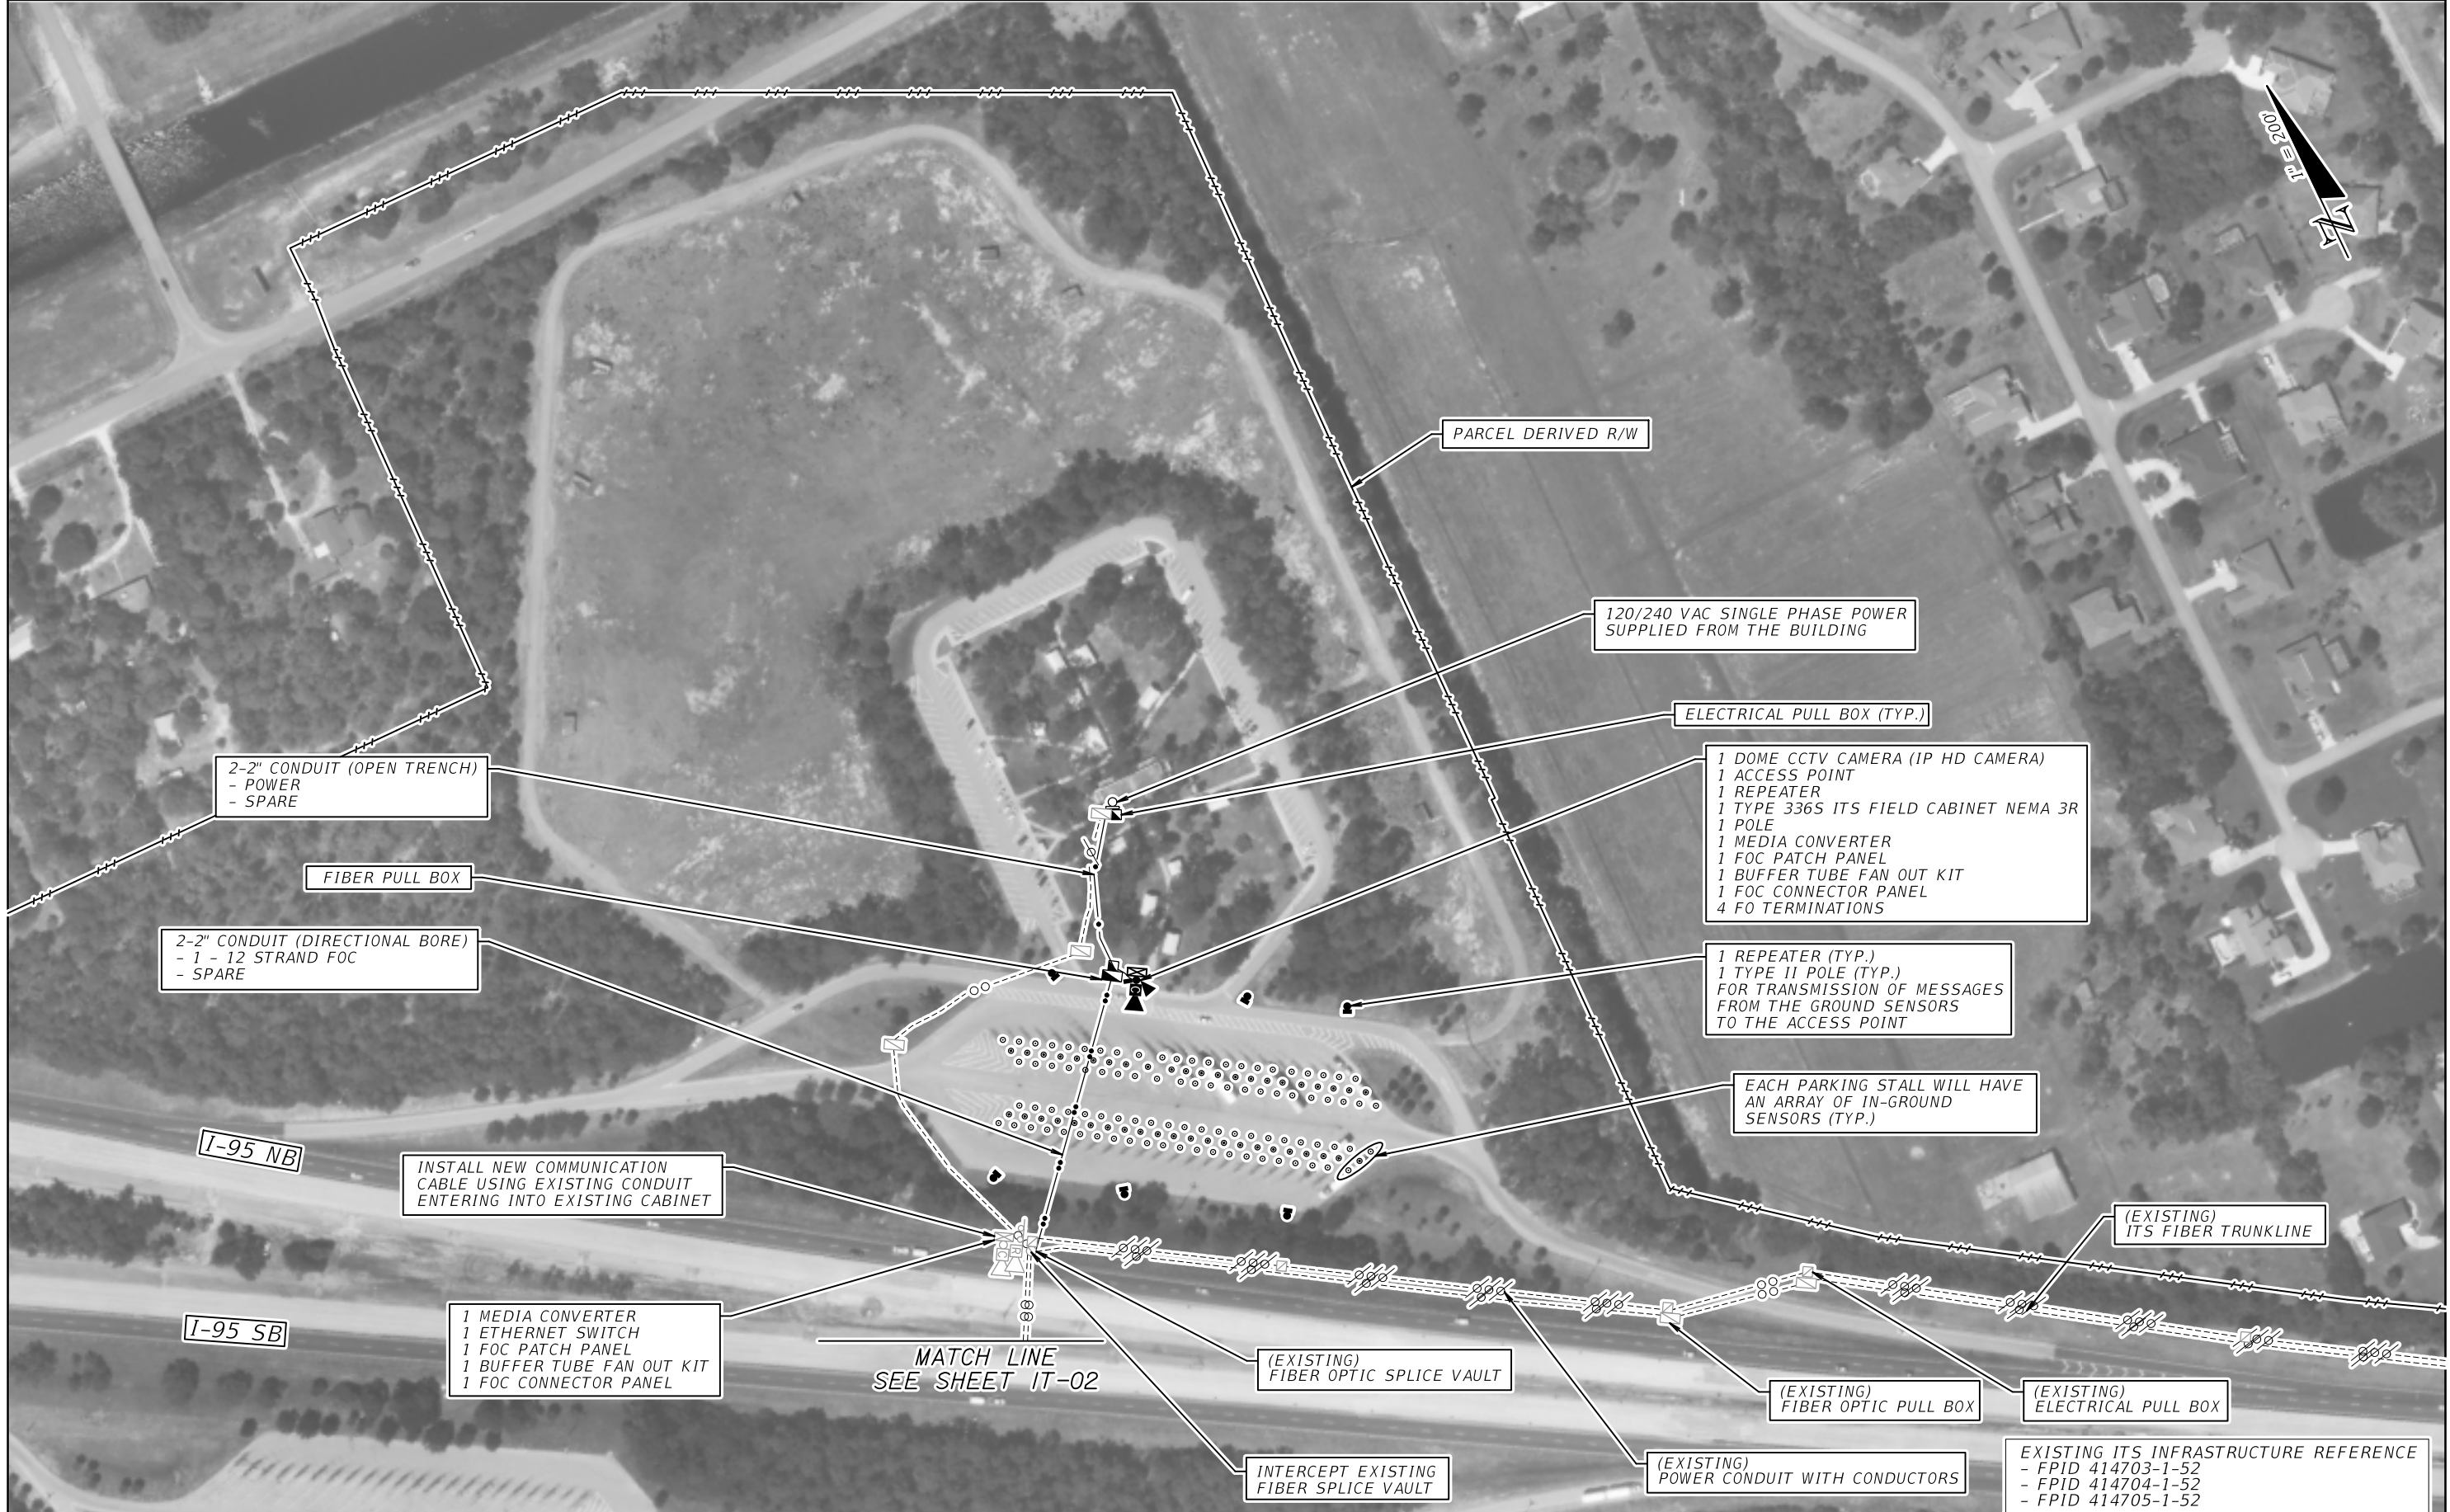 1" = 200'
N
PARCEL DERIVED R/W
120/240 VAC SINGLE PHASE POWER
SUPPLIED FROM THE BUILDING
ELECTRICAL PULL BOX (TYP.)
2-2" CONDUIT (OPEN TRENCH)
- POWER
- SPARE
1 DOME CCTV CAMERA (IP HD CAMERA)
1 ACCESS POINT
1 REPEATER
1 TYPE 336S ITS FIELD CABINET NEMA 3R
1 POLE
1 MEDIA CONVERTER
1 FOC PATCH PANEL
1 BUFFER TUBE FAN OUT KIT
1 FOC CONNECTOR PANEL
4 FO TERMINATIONS
FIBER PULL BOX
2-2" CONDUIT (DIRECTIONAL BORE)
- 1 - 12 STRAND FOC
- SPARE
1 REPEATER (TYP.)
1 TYPE II POLE (TYP.)
FOR TRANSMISSION OF MESSAGES
FROM THE GROUND SENSORS
TO THE ACCESS POINT
EACH PARKING STALL WILL HAVE
AN ARRAY OF IN-GROUND
SENSORS (TYP.)
I-95 NB
INSTALL NEW COMMUNICATION
CABLE USING EXISTING CONDUIT
ENTERING INTO EXISTING CABINET
(EXISTING)
ITS FIBER TRUNKLINE
I-95 SB
1 MEDIA CONVERTER
1 ETHERNET SWITCH
1 FOC PATCH PANEL
1 BUFFER TUBE FAN OUT KIT
1 FOC CONNECTOR PANEL
MATCH LINE
SEE SHEET IT-02
(EXISTING)
FIBER OPTIC SPLICE VAULT
(EXISTING)
FIBER OPTIC PULL BOX
(EXISTING)
ELECTRICAL PULL BOX
INTERCEPT EXISTING
FIBER SPLICE VAULT
(EXISTING)
POWER CONDUIT WITH CONDUCTORS
EXISTING ITS INFRASTRUCTURE REFERENCE
- FPID 414703-1-52
- FPID 414704-1-52
- FPID 414705-1-52